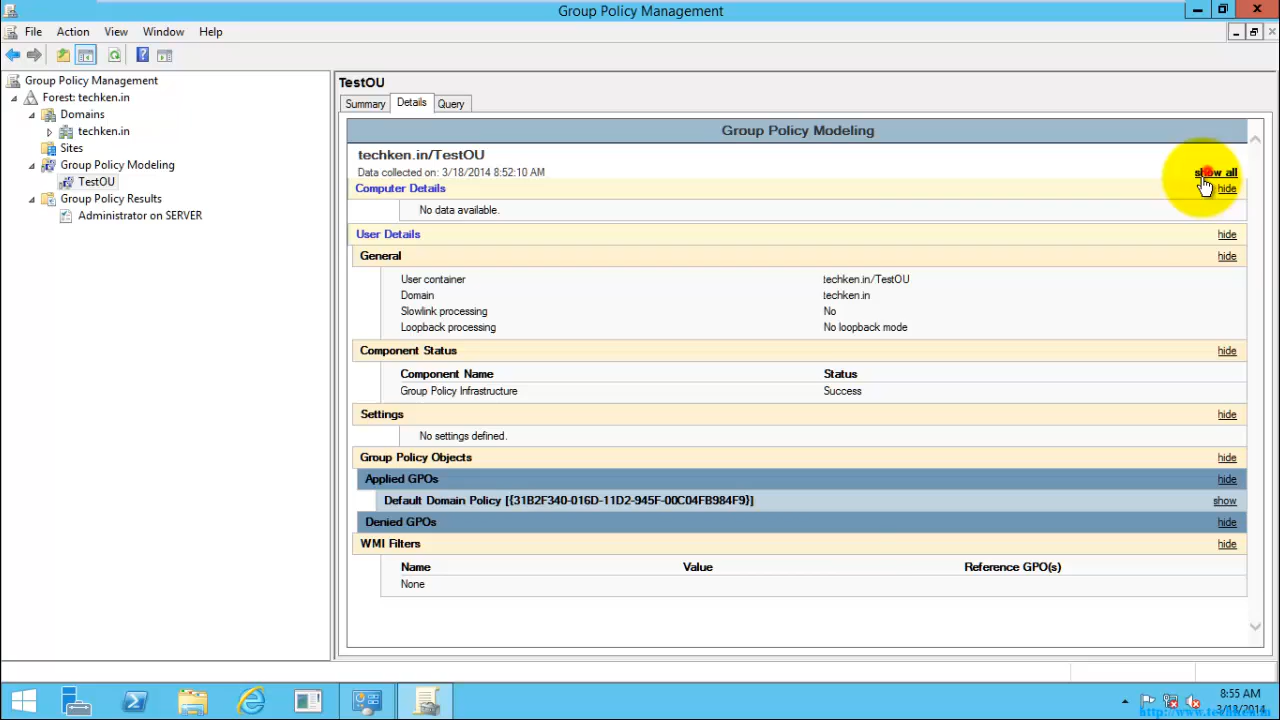 Group Policy Management
File Action View Window Help
Group Policy Management
Forest: techken.in
Domains
techken.in
Sites
Group Policy Modeling
TestOU
Group Policy Results
Administrator on SERVER
TestOU
Summary Details Query
Group Policy Modeling
techken.in/TestOU
Data collected on: 3/18/2014 8:52:10 AM
show all
Computer Details hide
No data available.
User Details hide
General hide
User container techken.in/TestOU
Domain techken.in
Slowlink processing No
Loopback processing No loopback mode
Component Status hide
Component Name Status
Group Policy Infrastructure Success
Settings hide
No settings defined.
Group Policy Objects hide
Applied GPOs hide
Default Domain Policy [{31B2F340-016D-11D2-945F-00C04FB984F9}] show
Denied GPOs hide
WMI Filters hide
Name Value Reference GPO(s)
None
8:55 AM
3/18/2014
http://www.techken.in